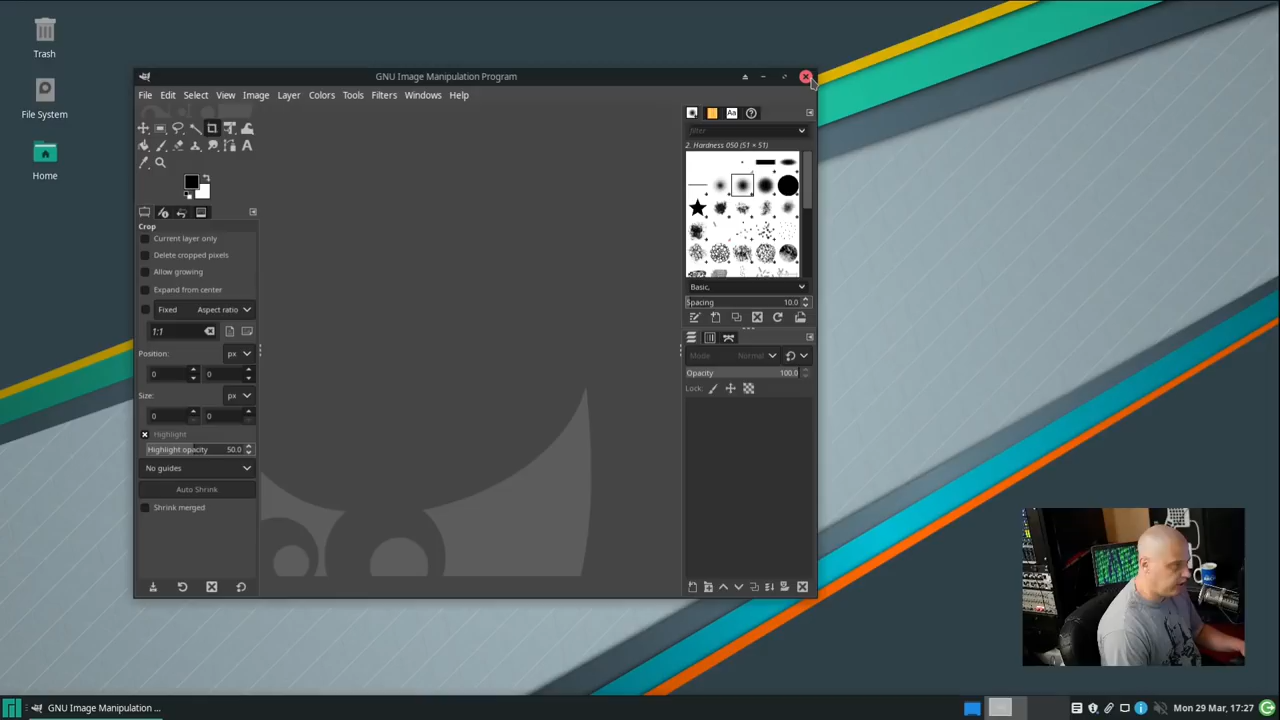 Trash
File System
Home
GNU Image Manipulation Program
File Edit Select View Image Layer Colors Tools Filters Windows Help
Crop
Current layer only
Delete cropped pixels
Allow growing
Expand from center
Fixed Aspect ratio
1:1
Position: px
0 0
Size: px
0 0
Highlight
Highlight opacity 50.0
No guides
Auto Shrink
Shrink merged
filter
2. Hardness 050 (51 × 51)
Basic,
Spacing 10.0
Mode Normal
Opacity 100.0
Lock:
GNU Image Manipulation Program ...
Mon 29 Mar, 17:27